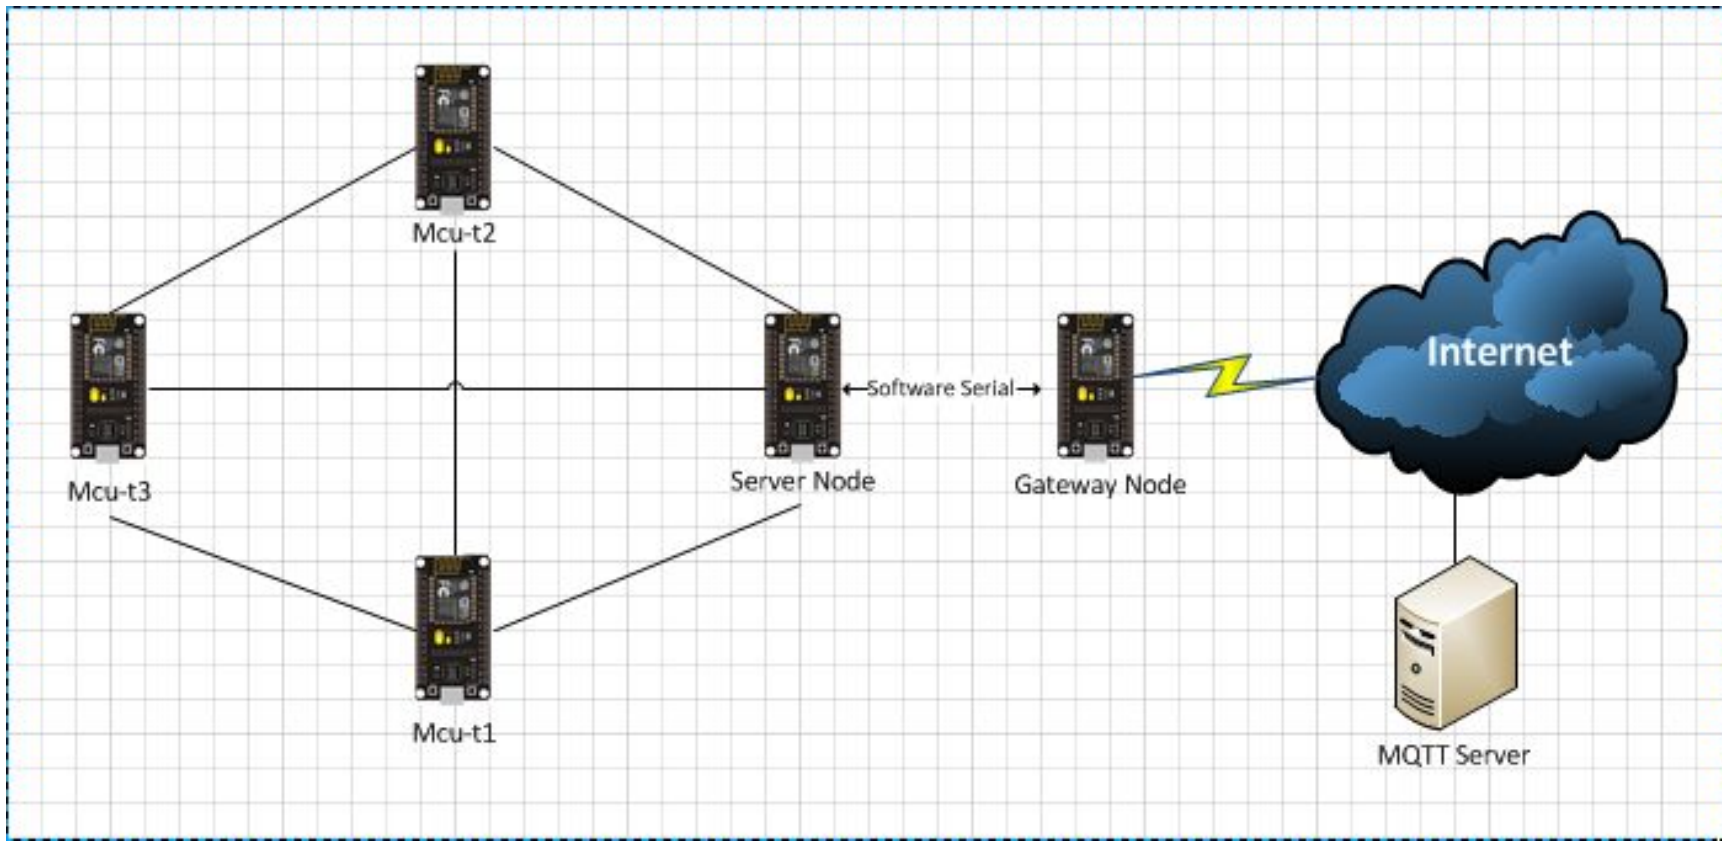 Mcu-t2
Internet
Software Serial
Server Node
Gateway Node
Mcu-t3
Mcu-t1
MQTT Server